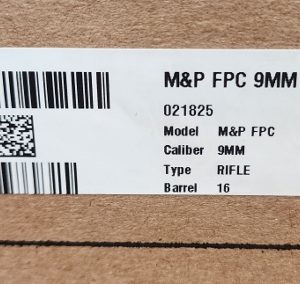 M&P FPC 9MM
021825
Model M&P FPC
Caliber 9MM
Type RIFLE
Barrel 16